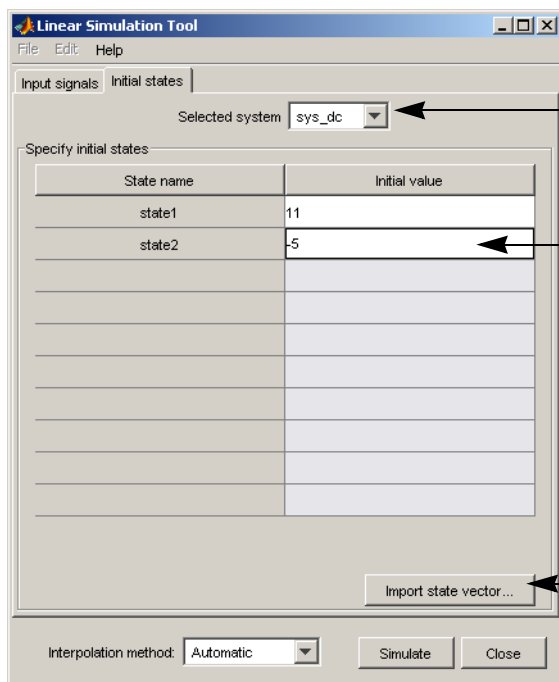 Linear Simulation Tool
File Edit Help
Input signals Initial states
Selected system sys_dc
Specify initial states
State name Initial value
state1 11
state2 -5
Import state vector...
Interpolation method: Automatic Simulate Close